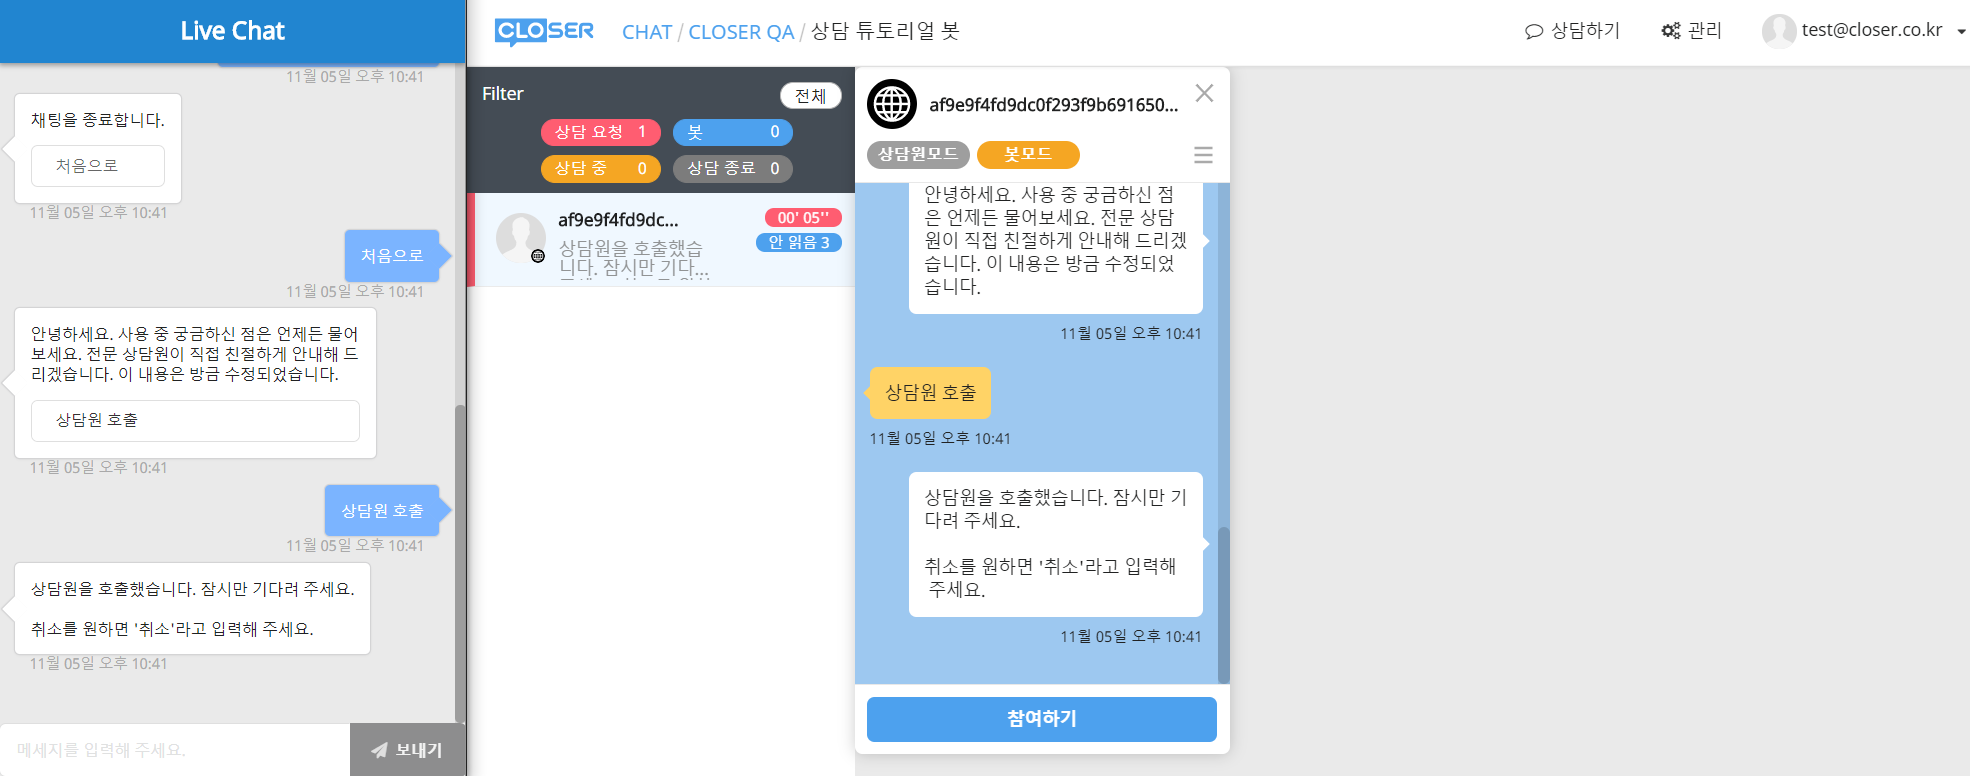 Live Chat
11월 05일 오후 10:41
채팅을 종료합니다.
처음으로
11월 05일 오후 10:41
처음으로
11월 05일 오후 10:41
안녕하세요. 사용 중 궁금하신 점은 언제든 물어
보세요. 전문 상담원이 직접 친절하게 안내해 드
리겠습니다. 이 내용은 방금 수정되었습니다.
상담원 호출
11월 05일 오후 10:41
상담원 호출
11월 05일 오후 10:41
상담원을 호출했습니다. 잠시만 기다려 주세요.
취소를 원하면 '취소'라고 입력해 주세요.
11월 05일 오후 10:41
메세지를 입력해 주세요.
보내기
CLOSER
CHAT / CLOSER QA / 상담 튜토리얼 봇
상담하기
관리
test@closer.co.kr
Filter
전체
상담 요청 1
봇 0
상담 중 0
상담 종료 0
af9e9f4fd9dc...
00' 05''
상담원을 호출했습
니다. 잠시만 기다...
안 읽음 3
af9e9f4fd9dc0f293f9b691650...
상담원모드
봇모드
안녕하세요. 사용 중 궁금하신 점
은 언제든 물어보세요. 전문 상담
원이 직접 친절하게 안내해 드리겠
습니다. 이 내용은 방금 수정되었
습니다.
11월 05일 오후 10:41
상담원 호출
11월 05일 오후 10:41
상담원을 호출했습니다. 잠시만 기
다려 주세요.
취소를 원하면 '취소'라고 입력해
주세요.
11월 05일 오후 10:41
참여하기